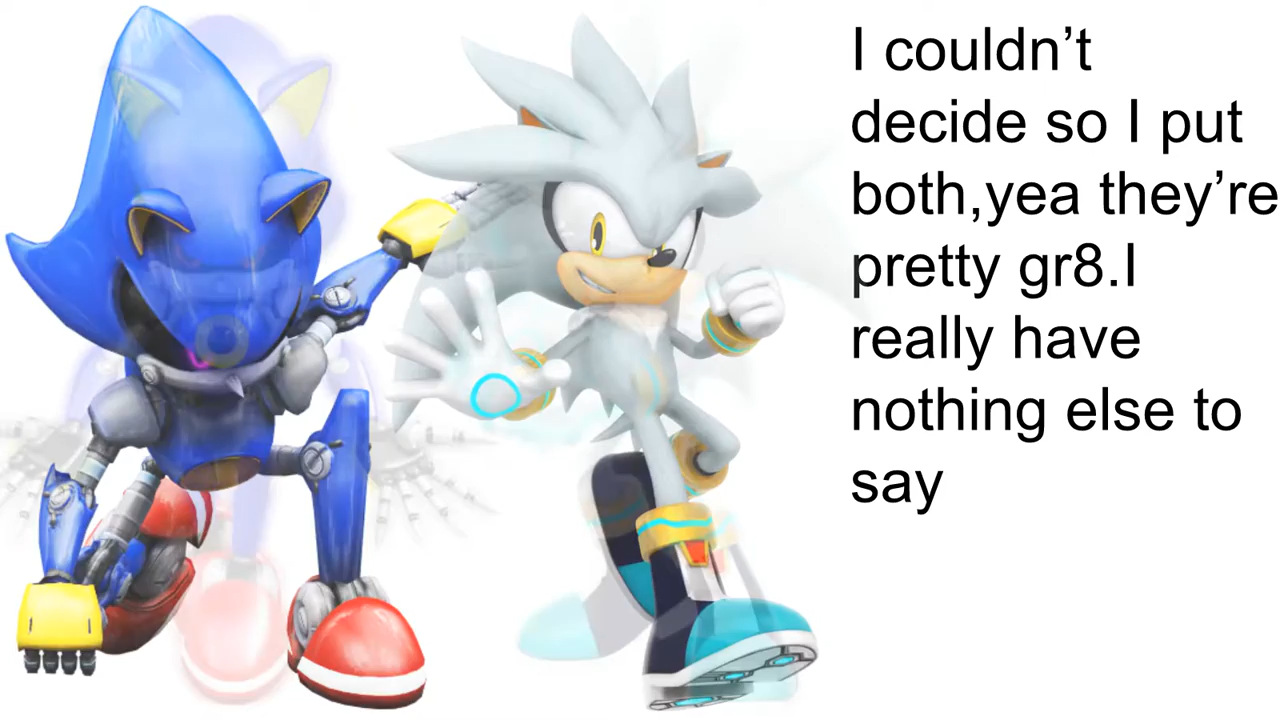 I couldn’t
decide so I put
both,yea they’re
pretty gr8.I
really have
nothing else to
say